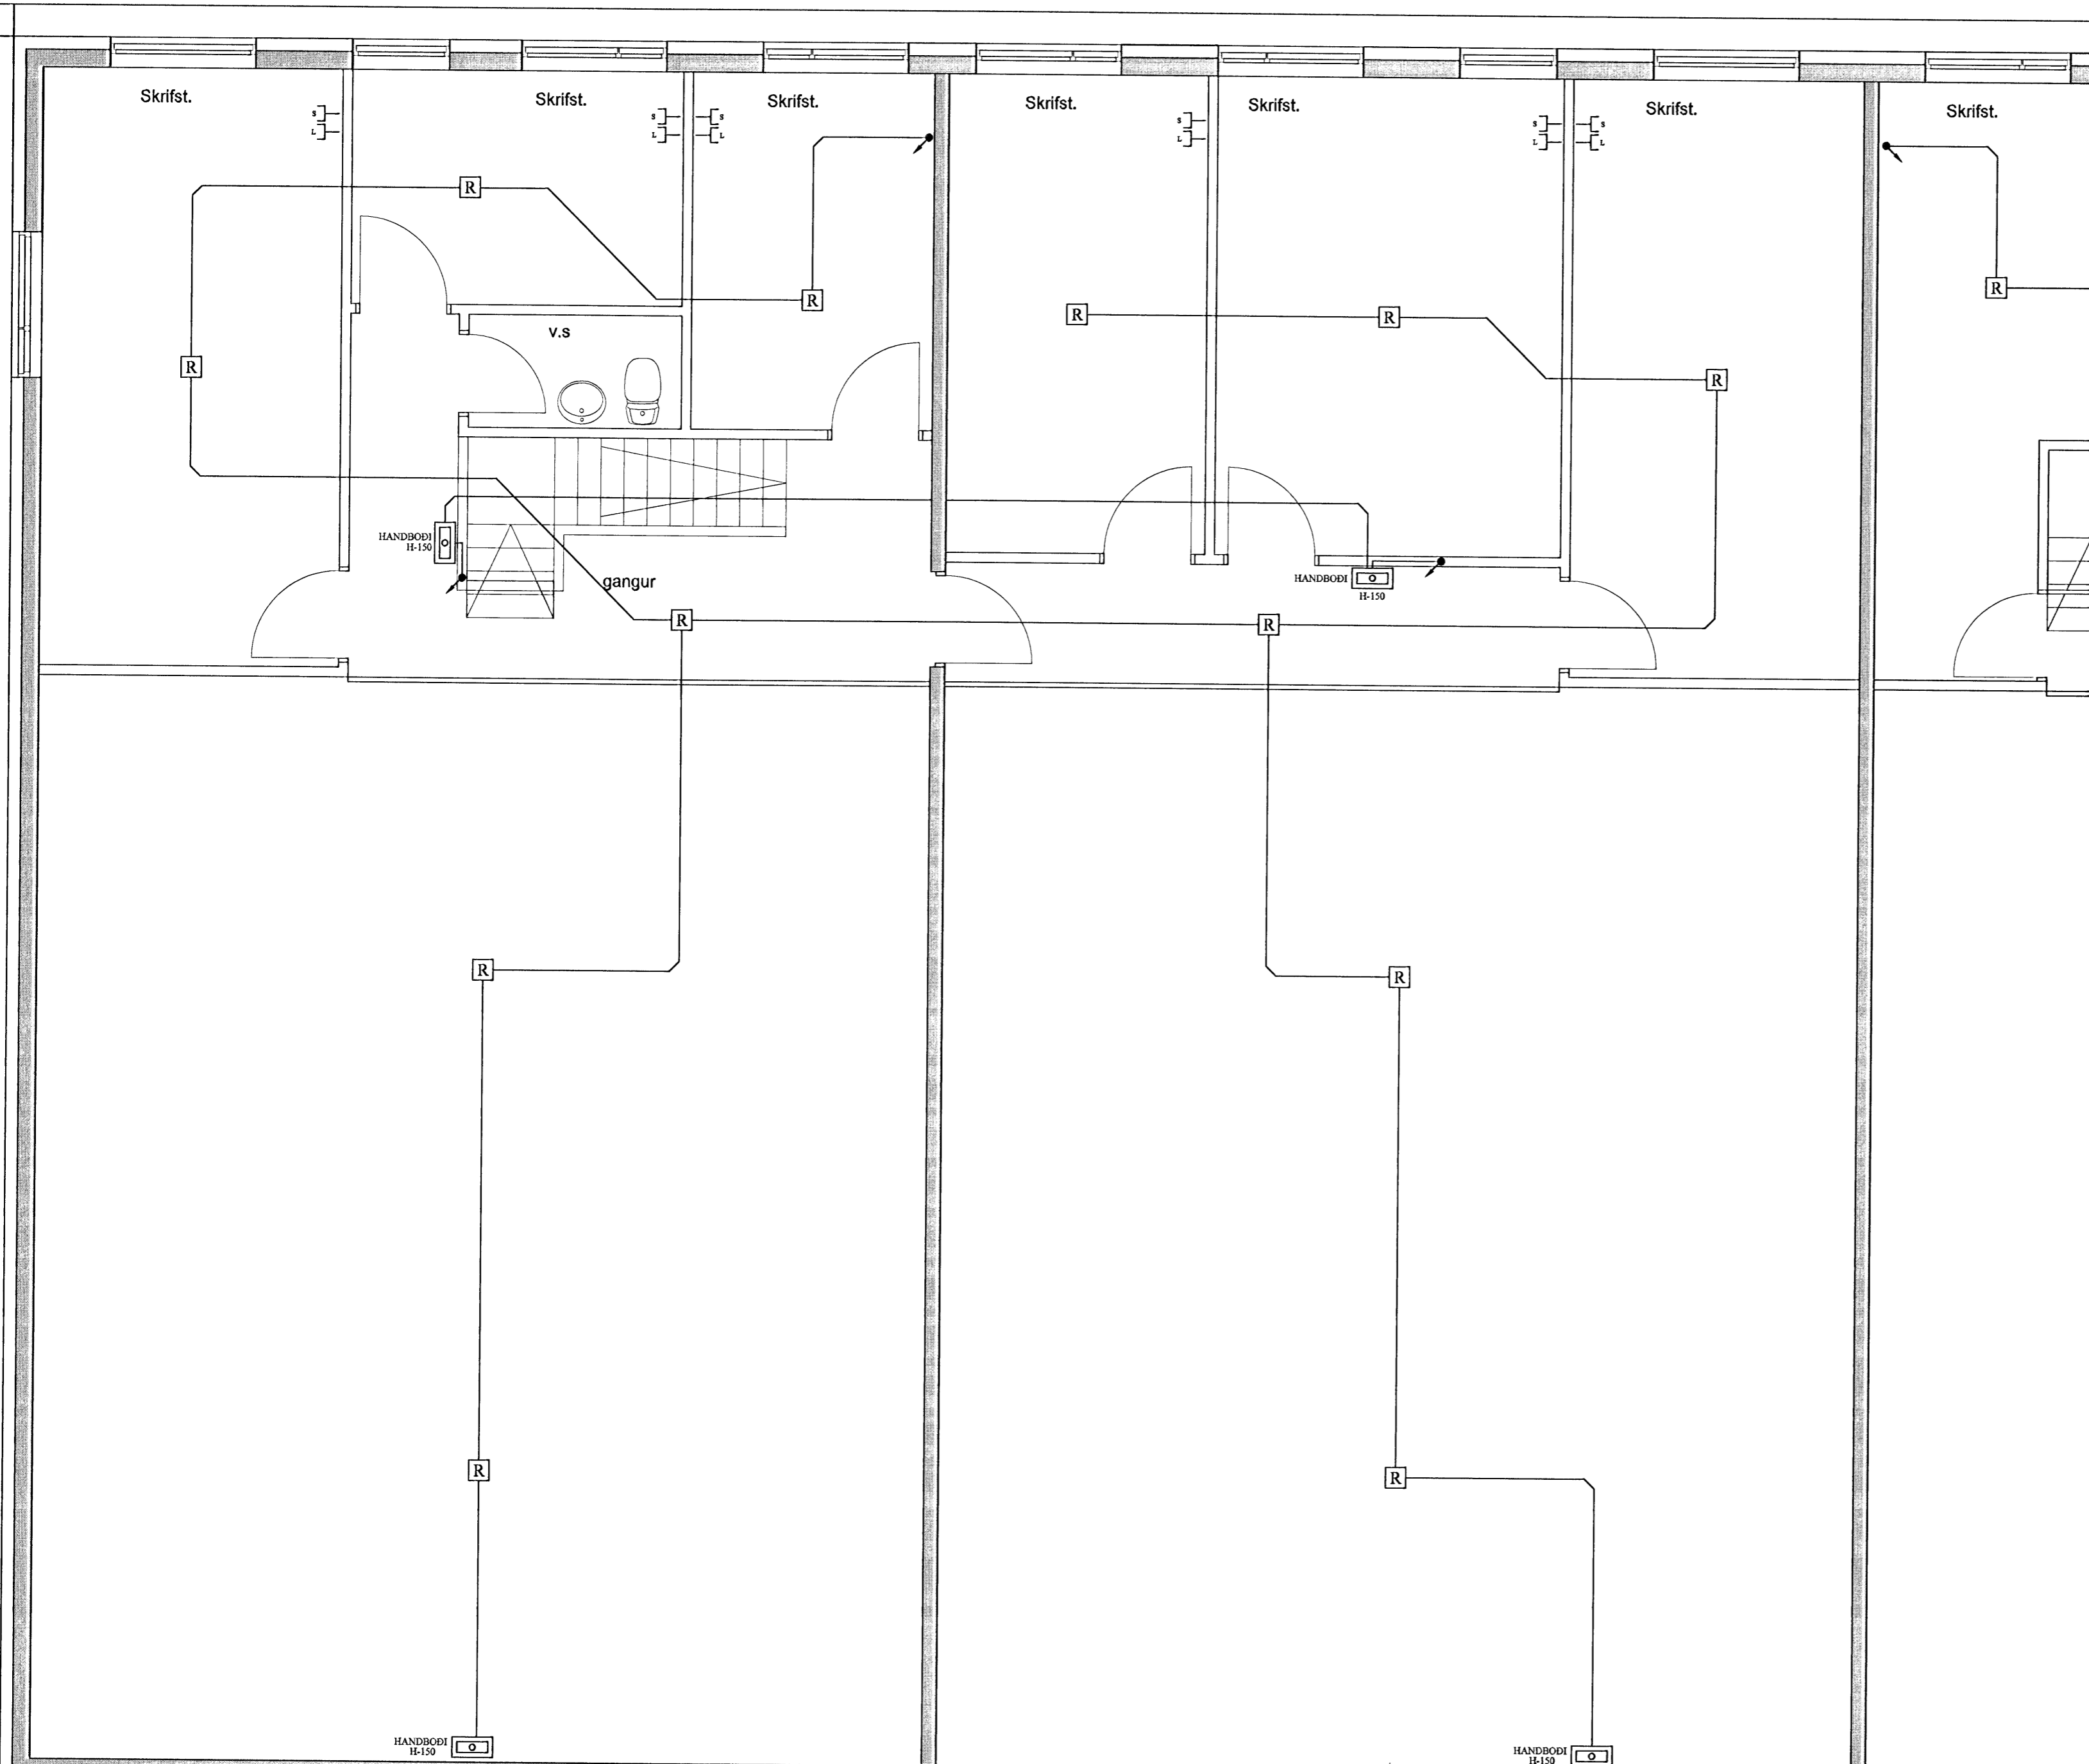 Skrifst.
Skrifst.
Skrifst.
Skrifst.
Skrifst.
Skrifst.
Skrifst.
S
L
S
L
S
L
S
L
S
L
S
L
R
R
R
R
R
R
v.s
R
R
HANDBOÐI
H-150
gangur
HANDBOÐI
H-150
R
R
R
R
R
R
HANDBOÐI
H-150
HANDBOÐI
H-150